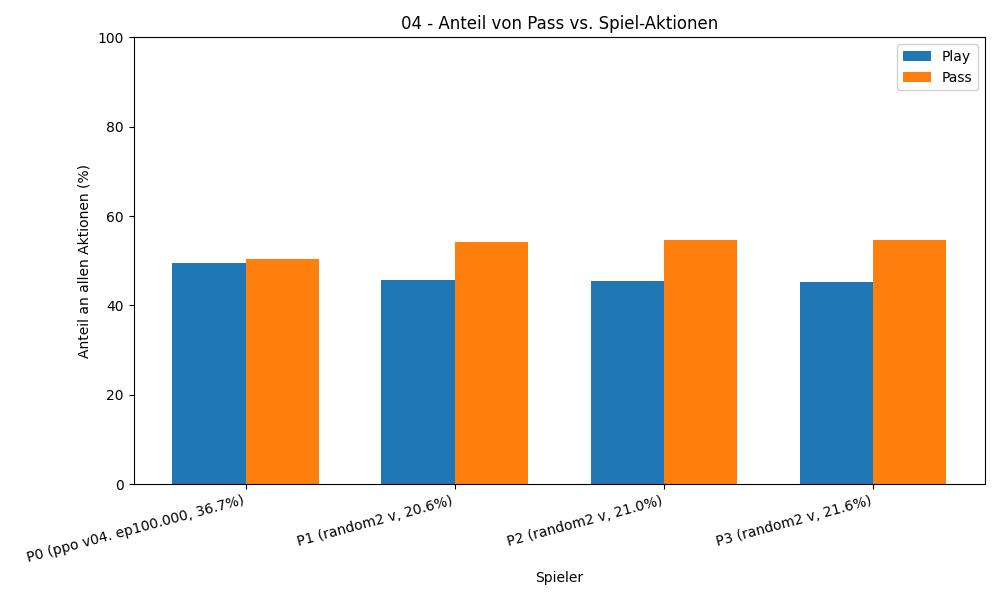 04 - Anteil von Pass vs. Spiel-Aktionen
Play
Pass
Anteil an allen Aktionen (%)
100
80
60
40
20
0
P0 (ppo v04. ep100.000, 36.7%)
P1 (random2 v, 20.6%)
P2 (random2 v, 21.0%)
P3 (random2 v, 21.6%)
Spieler